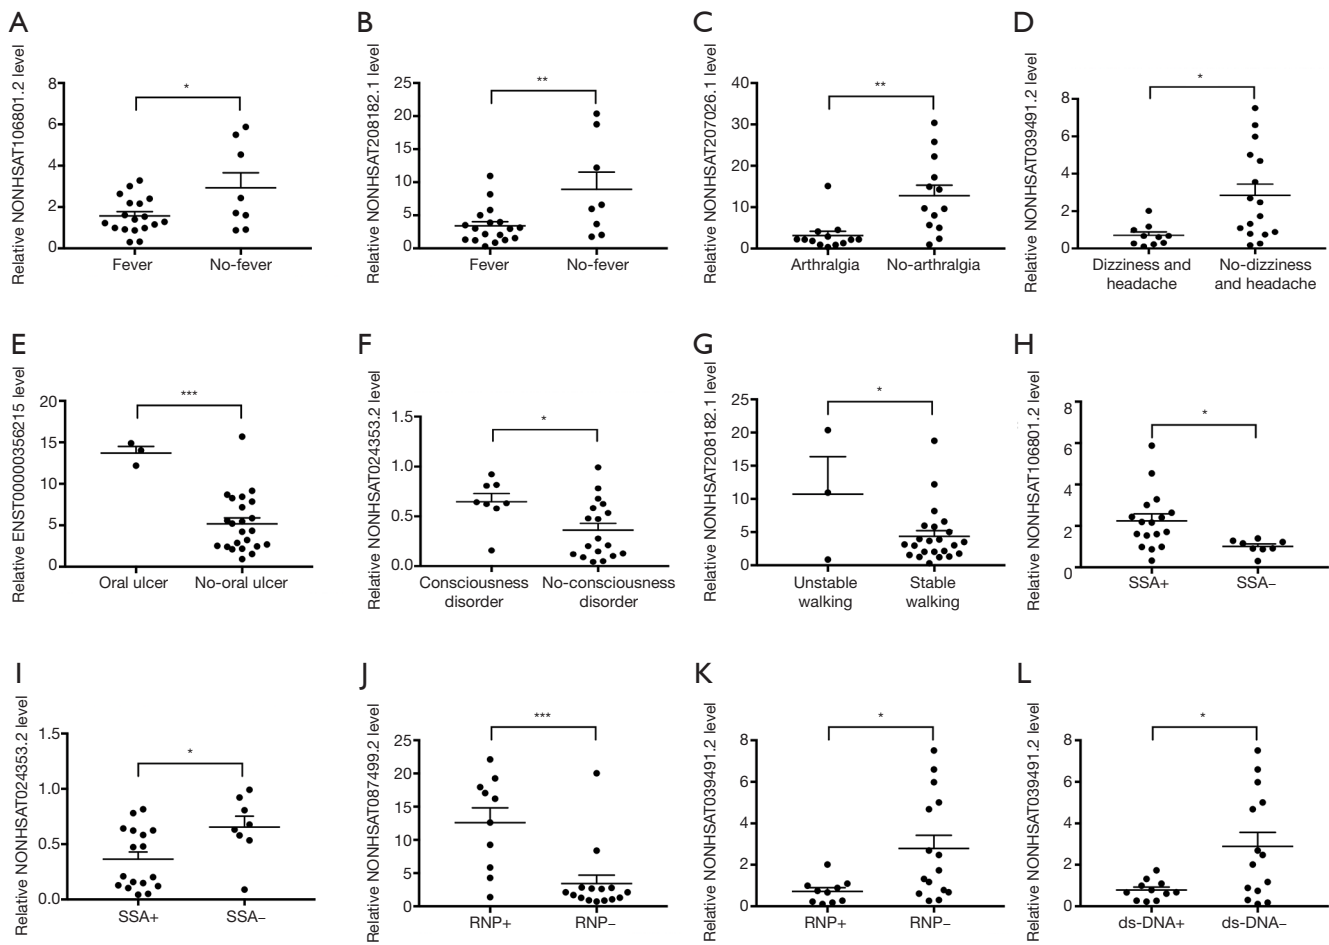 A
Relative NONHSAT106801.2 level
8
6
4
2
0
*
Fever
No-fever
B
Relative NONHSAT208182.1 level
25
20
15
10
5
0
**
Fever
No-fever
C
Relative NONHSAT207026.1 level
40
30
20
10
0
**
Arthralgia
No-arthralgia
D
Relative NONHSAT039491.2 level
8
6
4
2
0
*
Dizziness and
headache
No-dizziness
and headache
E
Relative ENST00000356215 level
20
15
10
5
0
***
Oral ulcer
No-oral ulcer
F
Relative NONHSAT024353.2 level
1.5
1.0
0.5
0.0
*
Consciousness
disorder
No-consciousness
disorder
G
Relative NONHSAT208182.1 level
25
20
15
10
5
0
*
Unstable
walking
Stable
walking
H
Relative NONHSAT106801.2 level
8
6
4
2
0
*
SSA+
SSA−
I
Relative NONHSAT024353.2 level
1.5
1.0
0.5
0.0
*
SSA+
SSA−
J
Relative NONHSAT087499.2 level
25
20
15
10
5
0
***
RNP+
RNP−
K
Relative NONHSAT039491.2 level
8
6
4
2
0
*
RNP+
RNP−
L
Relative NONHSAT039491.2 level
8
6
4
2
0
*
ds-DNA+
ds-DNA−